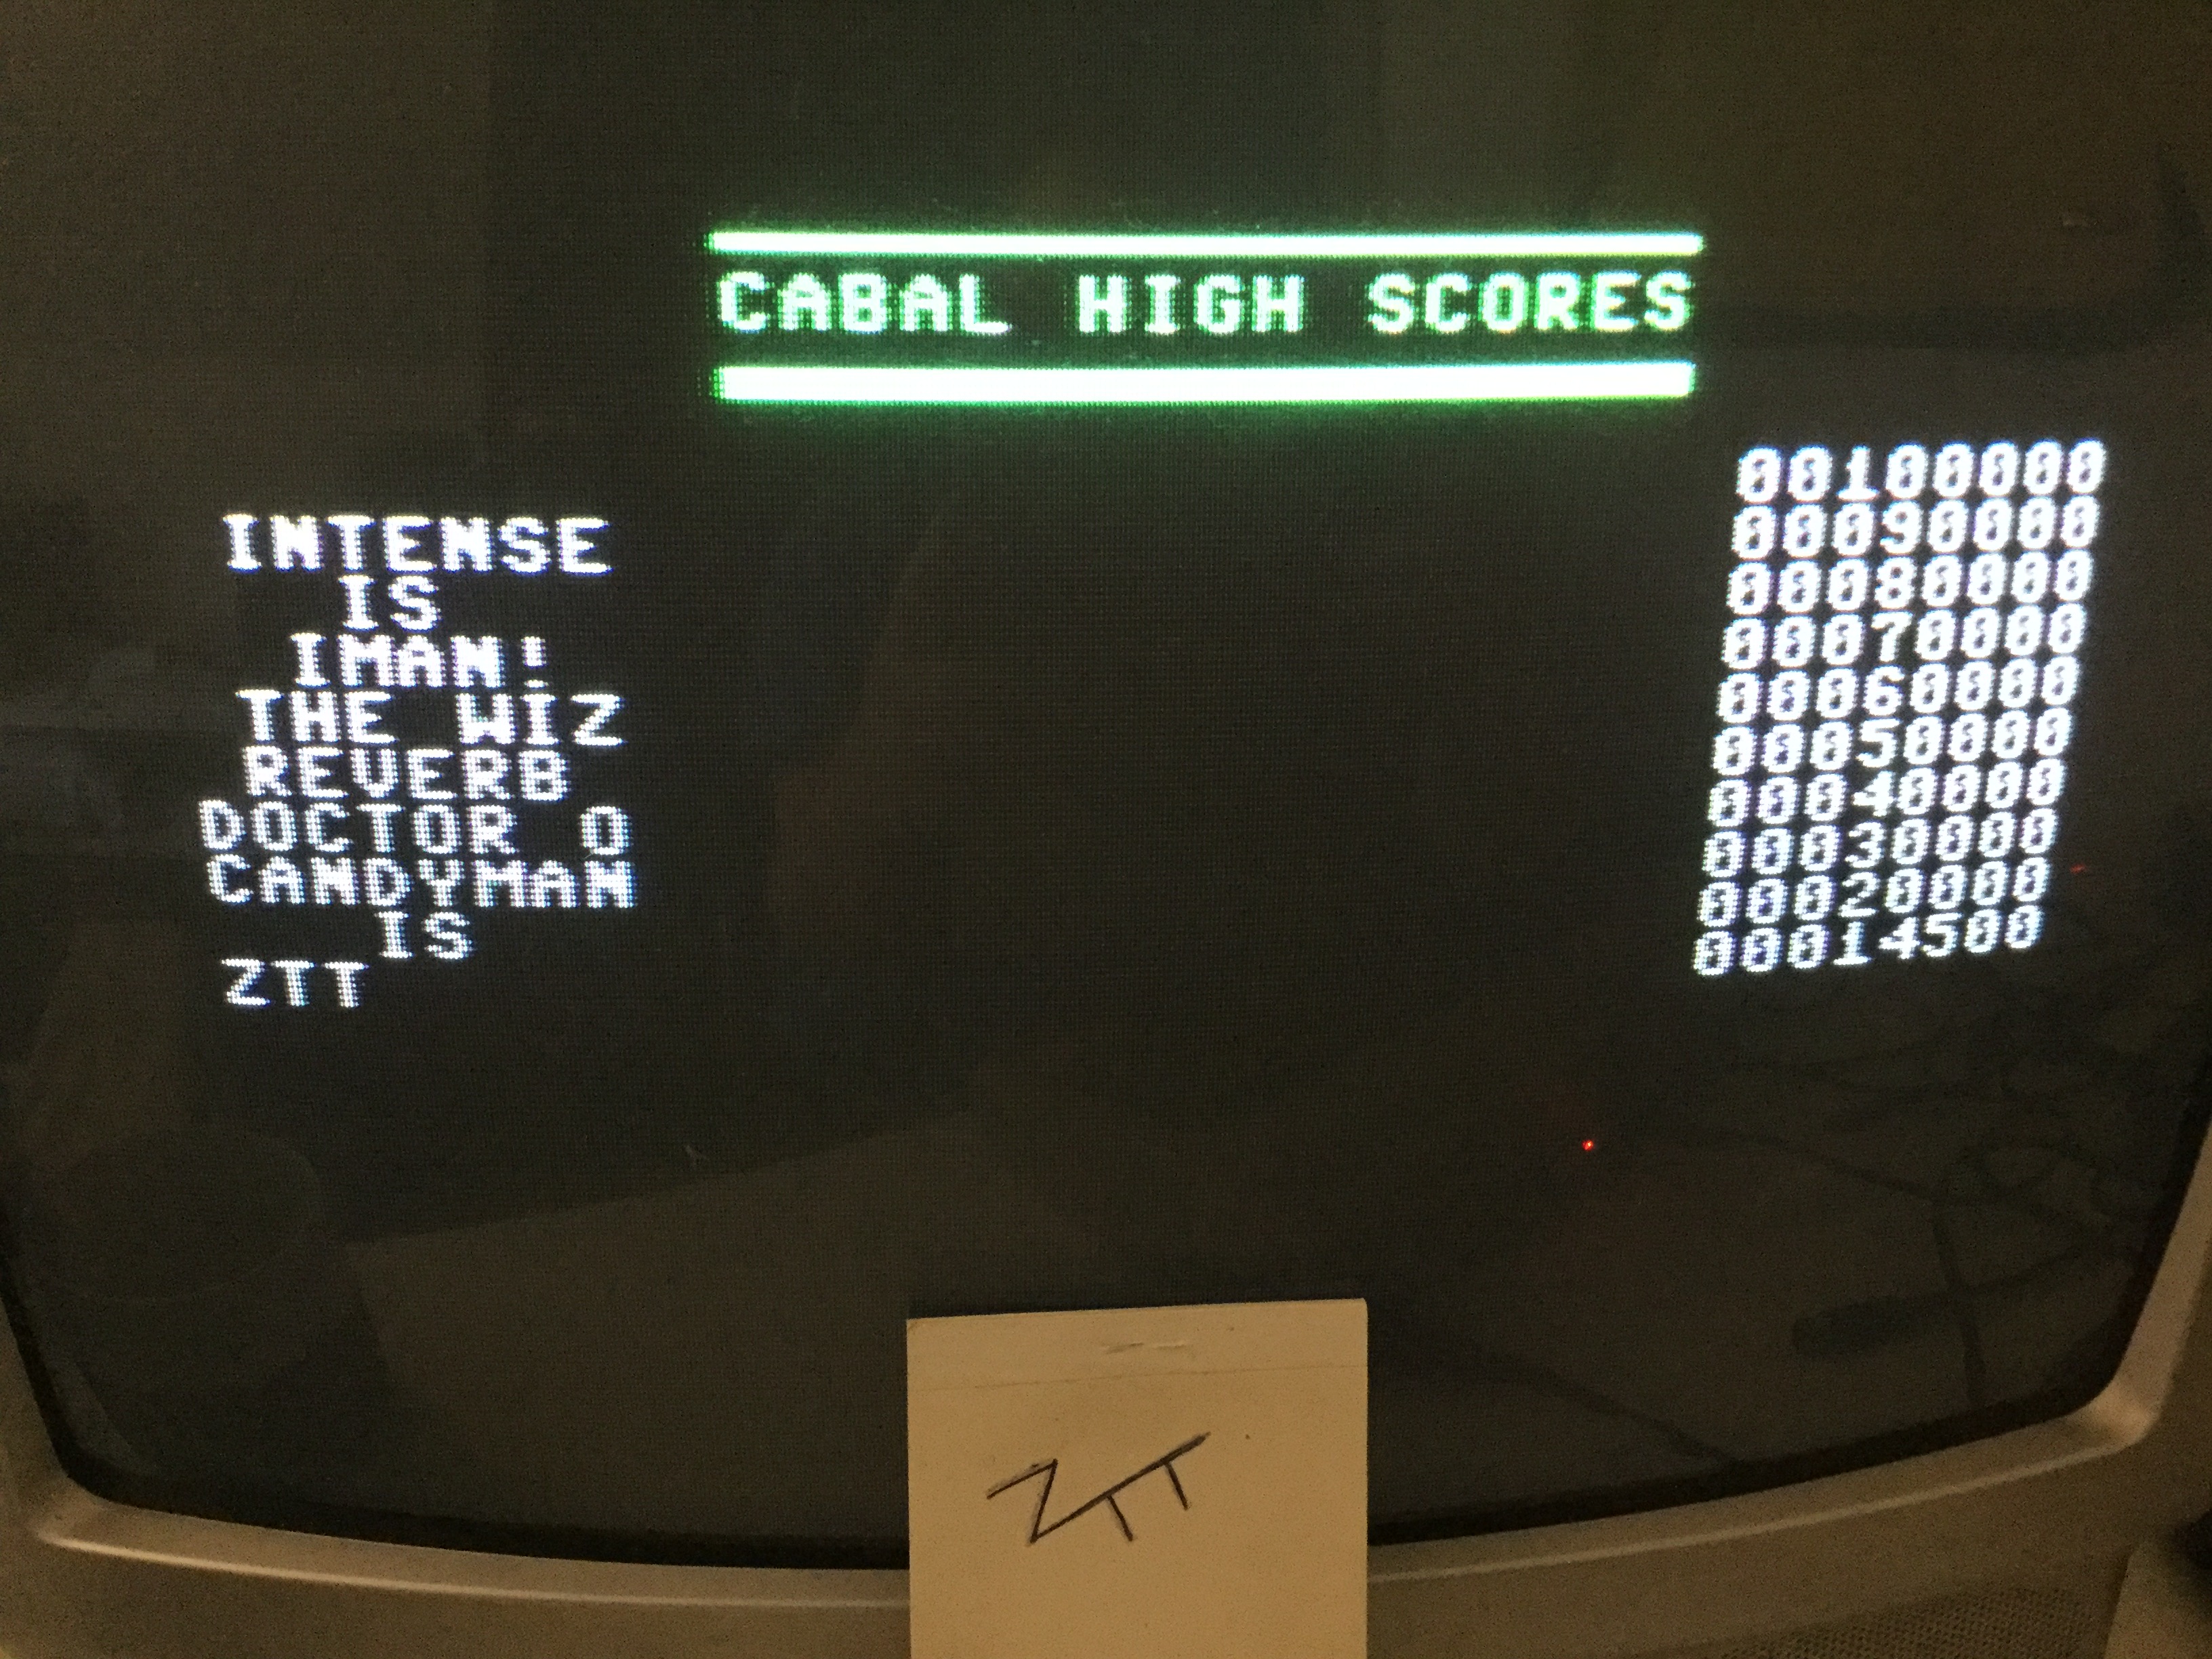 CABAL HIGH SCORES
00100000
INTENSE 00090000
IS 00080000
IMAN! 00070000
THE WIZ 00060000
REVERB 00050000
DOCTOR O 00040000
CANDYMAN 00030000
IS 00020000
ZTT 00014500
ZTT